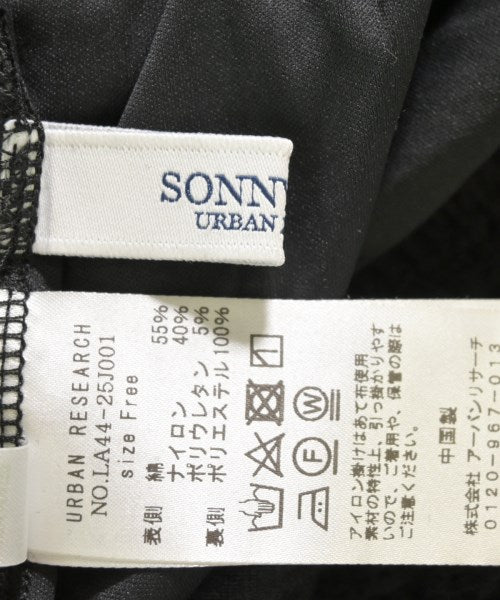 SONN
URBAN
URBAN RESEARCH
NO.LA44-25J001
size Free
表側 綿 55%
ナイロン 40%
ポリウレタン 5%
裏側 ポリエステル 100%
W
F
アイロン掛けはあて布使用
素材の特性上、引っ掛かりやす
いので、ご着用や、保管の際は
ご注意ください。
中国製
株式会社 アーバンリサーチ
0120-967-013